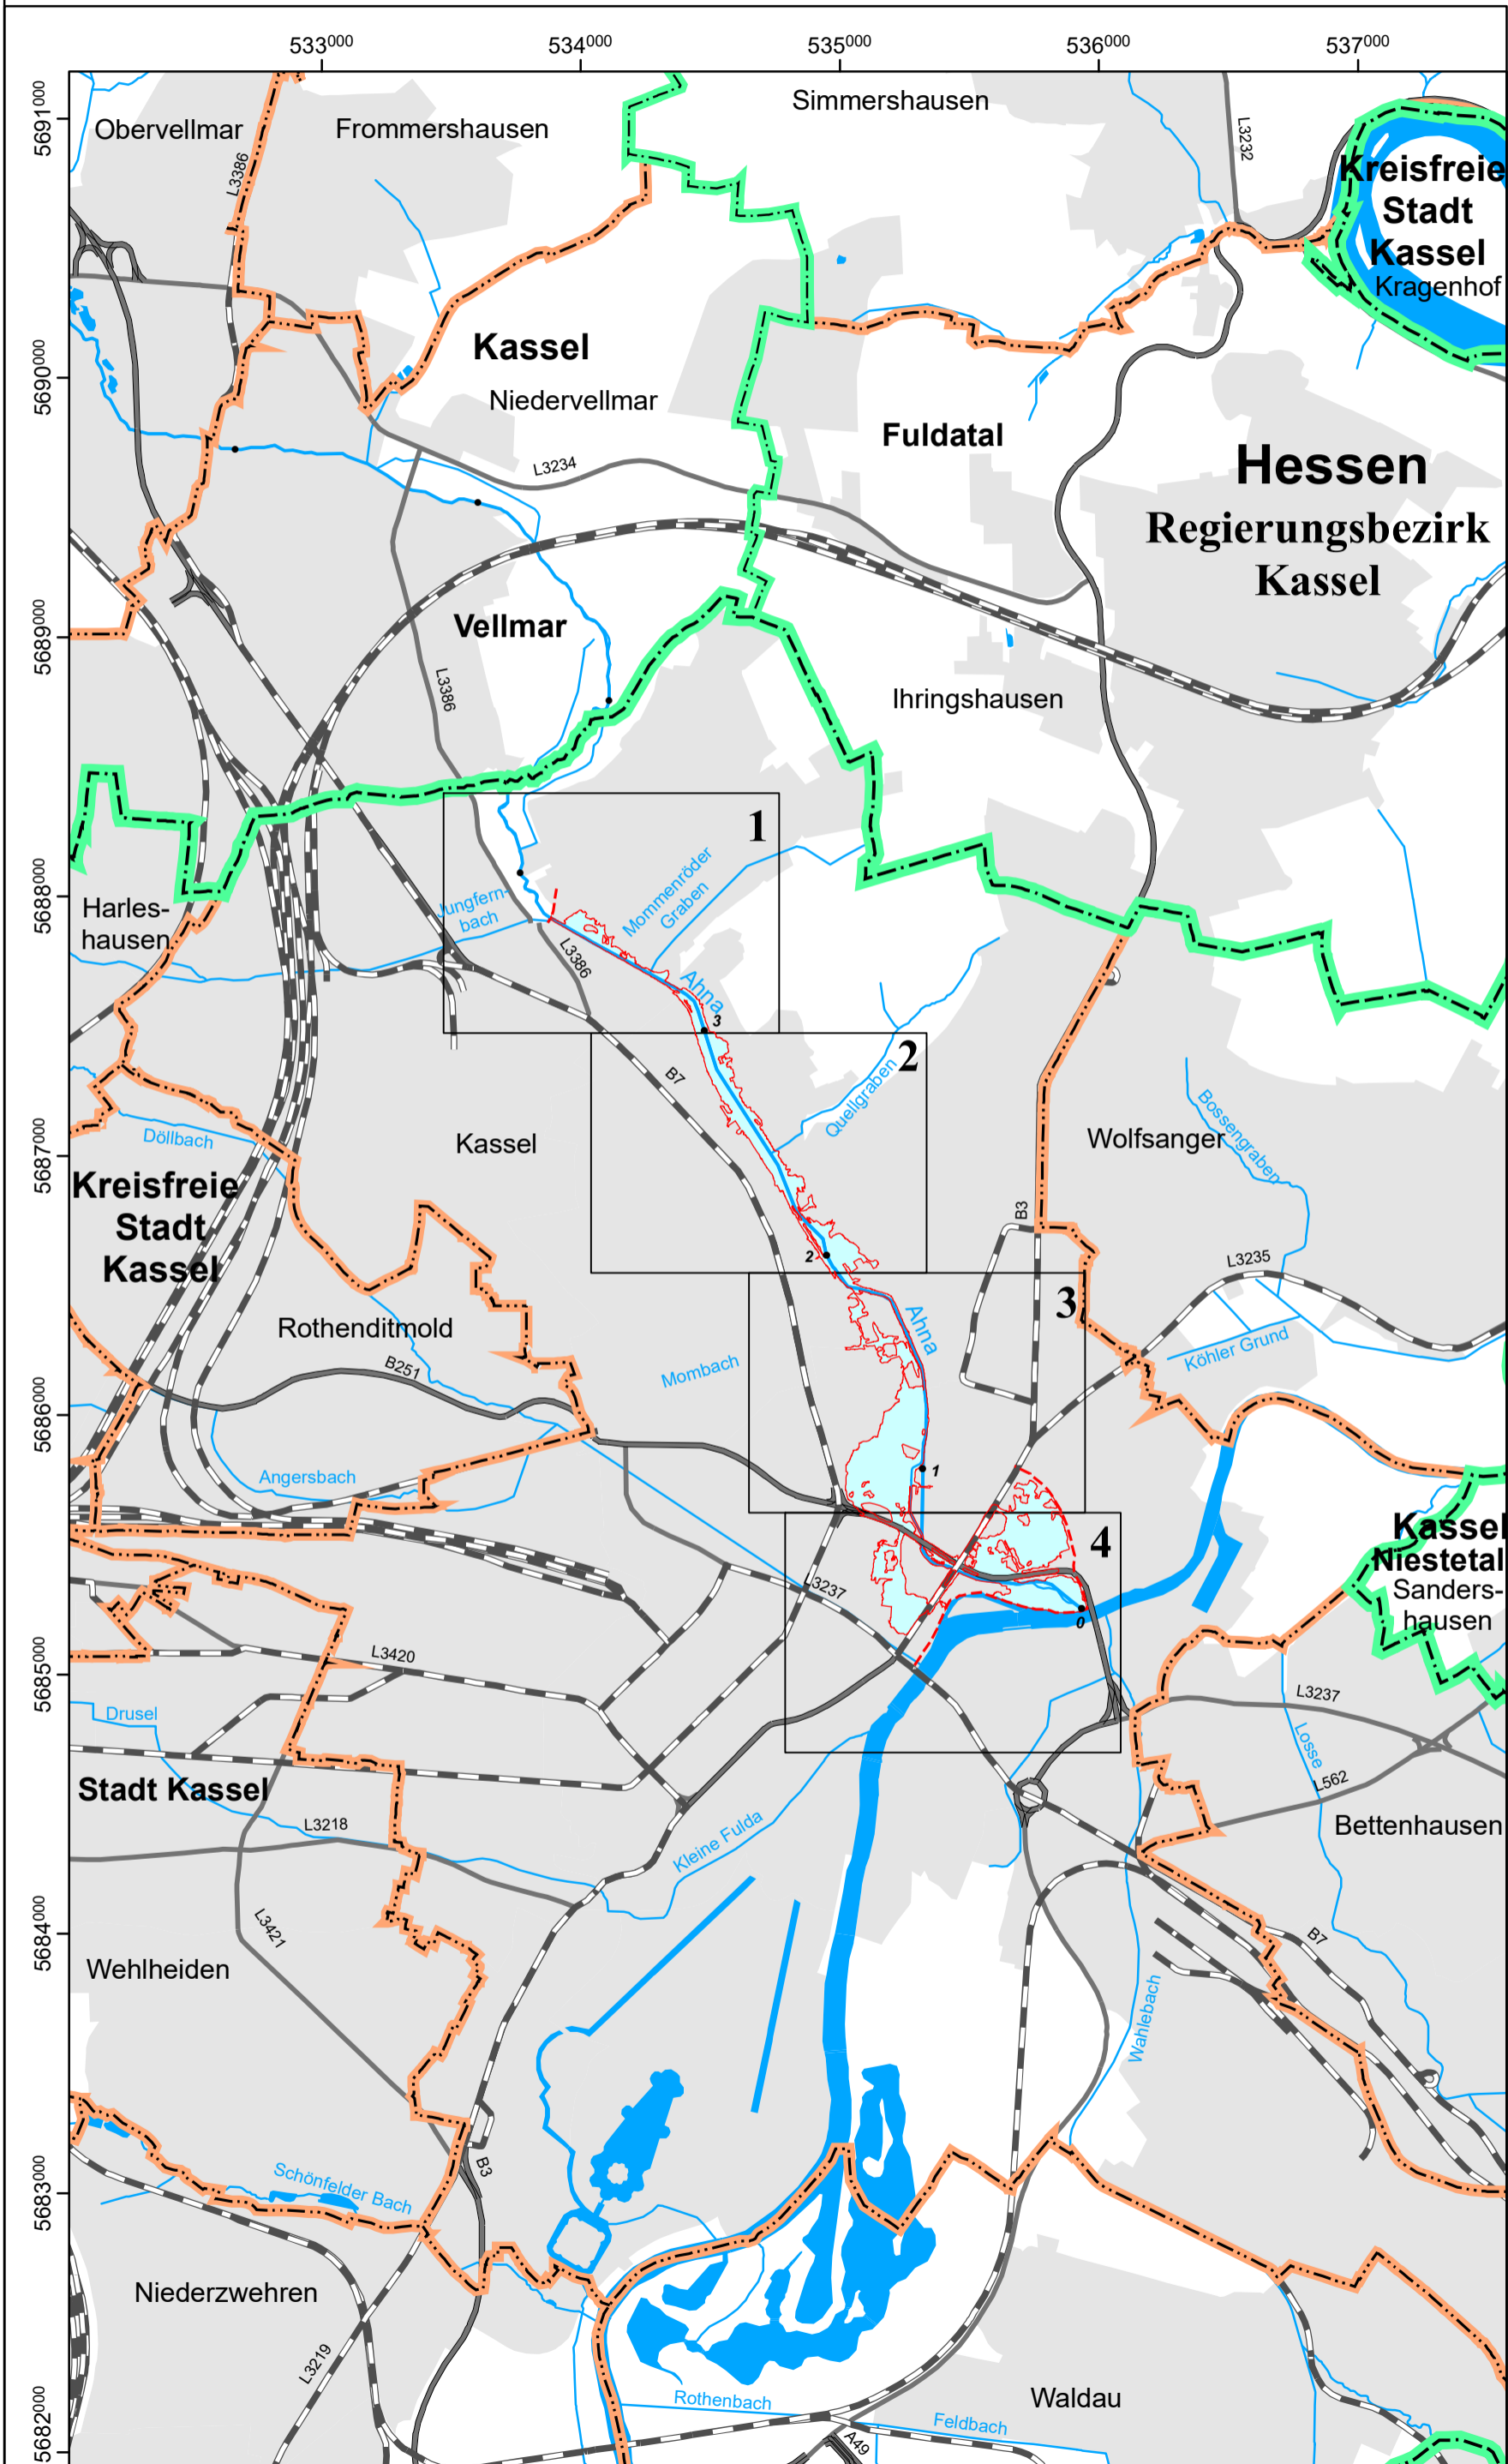 533000
534000
535000
536000
537000
5691000
5690000
5689000
5688000
5687000
5686000
5685000
5684000
5683000
5682000
Obervellmar
Frommershausen
Simmershausen
L3386
L3232
Kreisfreie
Stadt
Kassel
Kragenhof
Kassel
Niedervellmar
Fuldatal
L3234
Hessen
Regierungsbezirk
Kassel
Vellmar
L3386
Ihringshausen
1
Harles-
hausen
Jungfern-
bach
Mommenröder
Graben
L3386
Ahna
3
2
B7
Quellgraben
Döllbach
Kassel
Wolfsanger
Bossengraben
Kreisfreie
Stadt
Kassel
B3
2
L3235
3
Rothenditmold
Ahna
Köhler Grund
B251
Mombach
Angersbach
1
4
Kassel
Niestetal
Sanders-
hausen
L3237
0
L3420
L3237
Drusel
Losse
L562
Stadt Kassel
L3218
Kleine Fulda
Bettenhausen
L3421
B7
Wehlheiden
Wahlebach
B3
Schönfelder Bach
Niederzwehren
L3219
Rothenbach
Waldau
Feldbach
A49